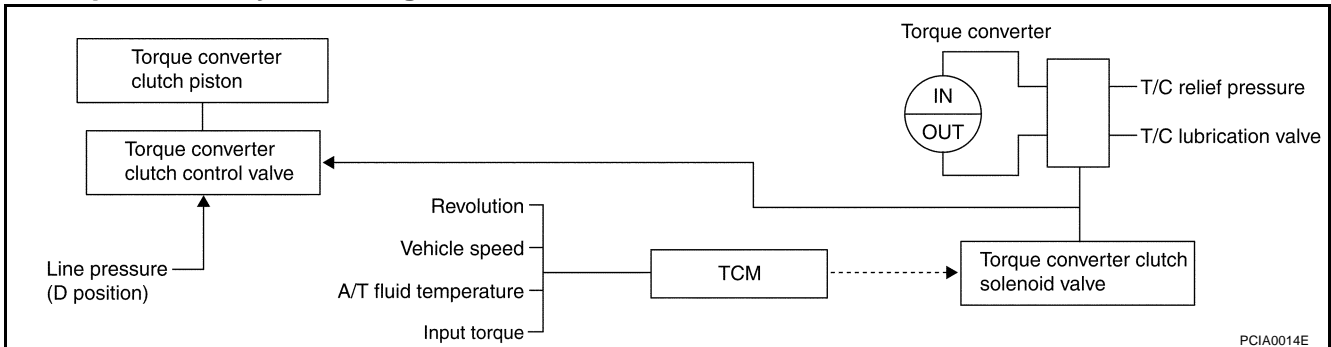 Torque converter
clutch piston
Torque converter
clutch control valve
Line pressure
(D position)
Revolution
Vehicle speed
A/T fluid temperature
Input torque
TCM
Torque converter
IN
OUT
T/C relief pressure
T/C lubrication valve
Torque converter clutch
solenoid valve
PCIA0014E